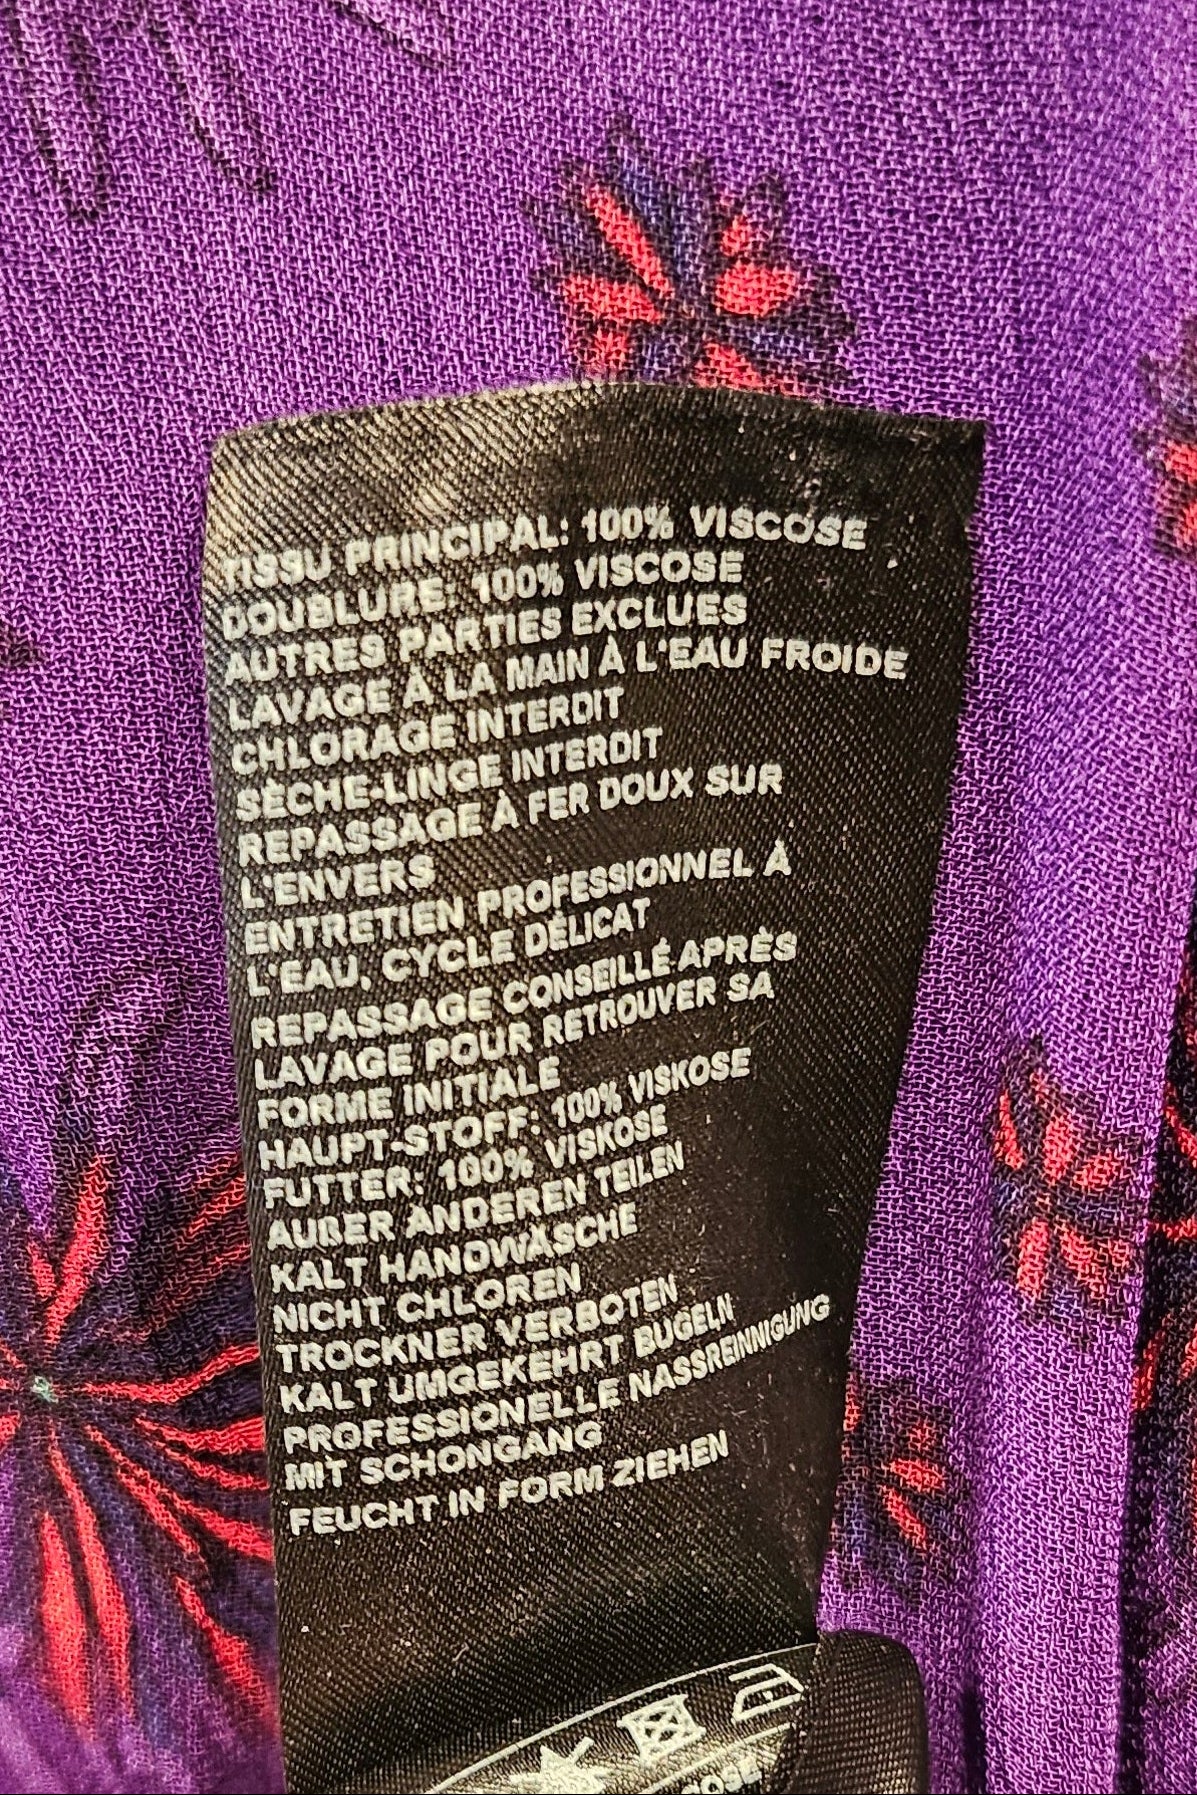 TISSU PRINCIPAL: 100% VISCOSE
DOUBLURE: 100% VISCOSE
AUTRES PARTIES EXCLUES
LAVAGE À LA MAIN À L'EAU FROIDE
CHLORAGE INTERDIT
SÈCHE-LINGE INTERDIT
REPASSAGE À FER DOUX SUR
L'ENVERS
ENTRETIEN PROFESSIONNEL À
L'EAU, CYCLE DÉLICAT
REPASSAGE CONSEILLÉ APRÈS
LAVAGE POUR RETROUVER SA
FORME INITIALE
HAUPT-STOFF: 100% VISKOSE
FUTTER: 100% VISKOSE
AUßER ANDEREN TEILEN
KALT HANDWÄSCHE
NICHT CHLOREN
TROCKNER VERBOTEN
KALT UMGEKEHRT BUGELN
PROFESSIONELLE NASSREINNIGUNG
MIT SCHONGANG
FEUCHT IN FORM ZIEHEN